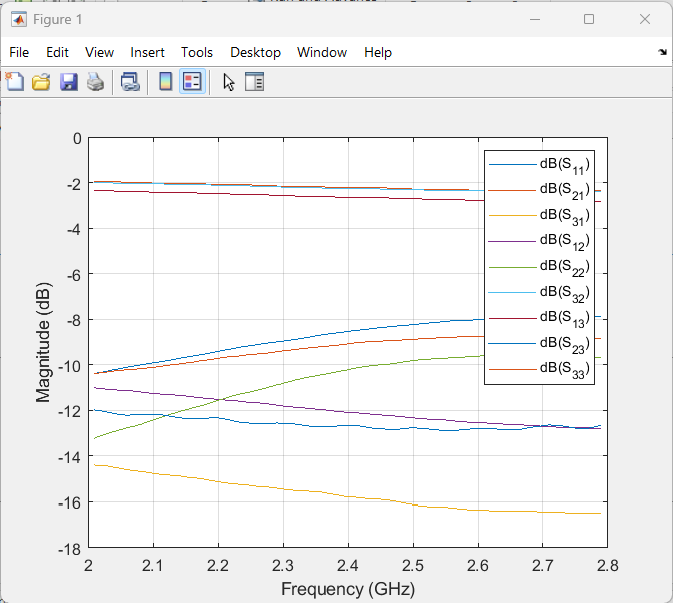 Figure 1
File Edit View Insert Tools Desktop Window Help
0
-2
-4
-6
-8
-10
-12
-14
-16
-18
Magnitude (dB)
dB(S11)
dB(S21)
dB(S31)
dB(S12)
dB(S22)
dB(S32)
dB(S13)
dB(S23)
dB(S33)
2 2.1 2.2 2.3 2.4 2.5 2.6 2.7 2.8
Frequency (GHz)